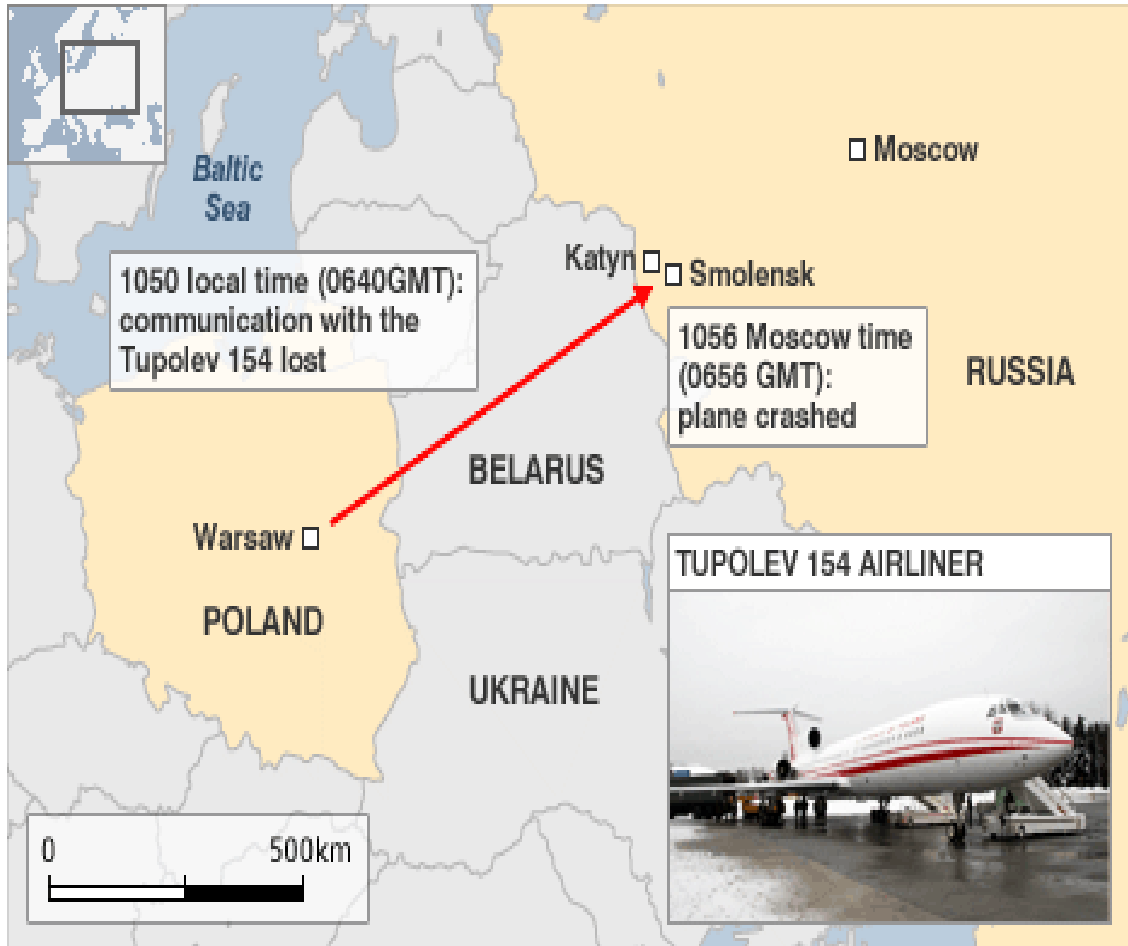 Moscow
Baltic
Sea
Katyn
Smolensk
1050 local time (0640GMT):
communication with the
Tupolev 154 lost
1056 Moscow time
(0656 GMT):
plane crashed
RUSSIA
BELARUS
Warsaw
TUPOLEV 154 AIRLINER
POLAND
UKRAINE
0 500km